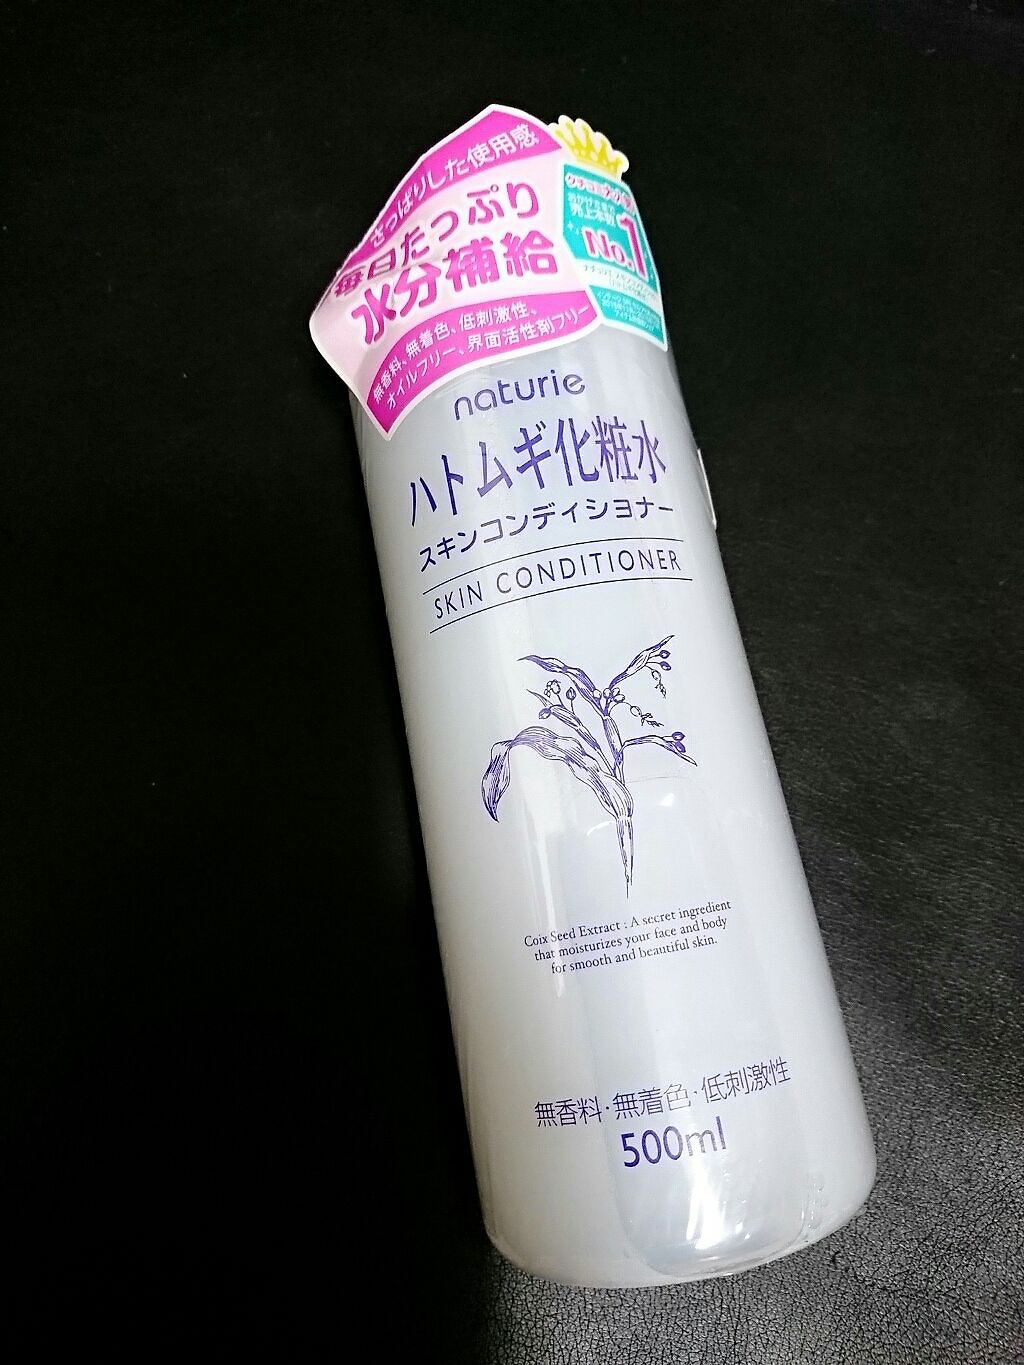 さっぱりした使用感
毎日たっぷり
水分補給
無香料、無着色、低刺激性、
オイルフリー、界面活性剤フリー
売上本数
No.1
naturie
ハトムギ化粧水
スキンコンディショナー
SKIN CONDITIONER
Coix Seed Extract : A secret ingredient
that moisturizes your face and body
for smooth and beautiful skin.
無香料・無着色・低刺激性
500ml